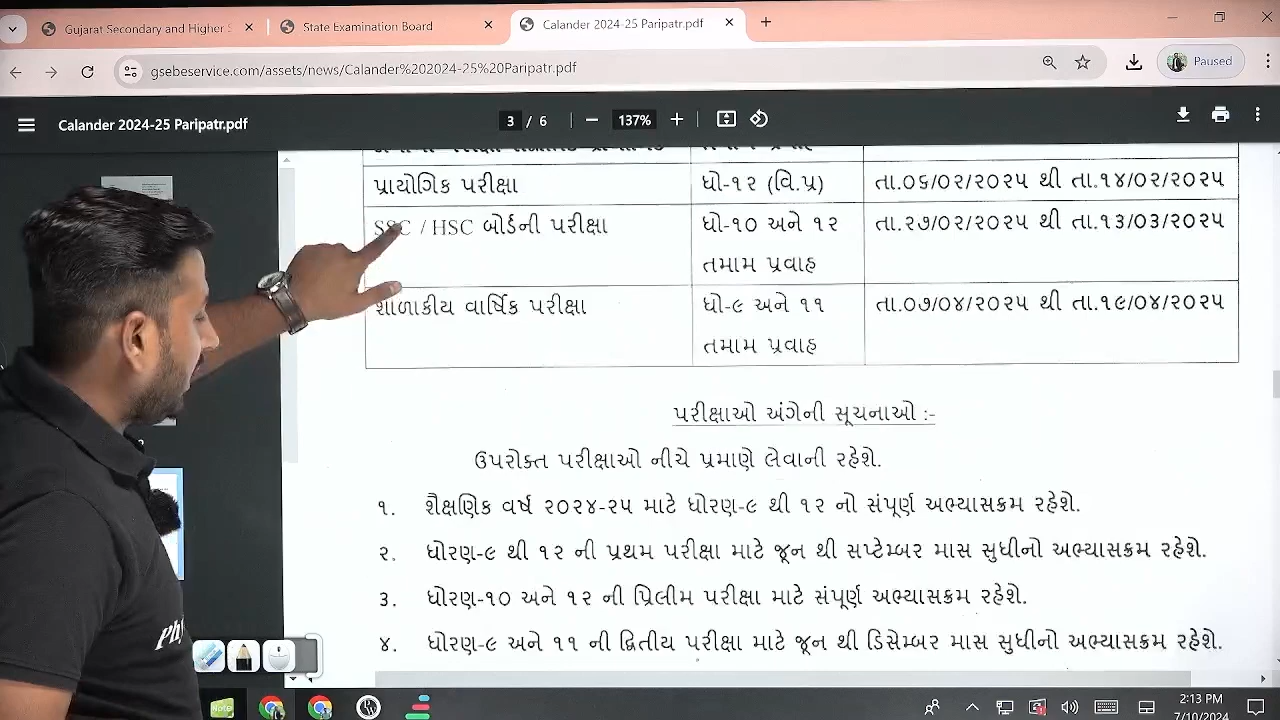 Gujarat Secondary and Higher S
State Examination Board
Calander 2024-25 Paripatr.pdf
gsebeservice.com/assets/news/Calander%202024-25%20Paripatr.pdf
Paused
Calander 2024-25 Paripatr.pdf
3 / 6
137%
પ્રાયોગિક પરીક્ષા ધો-૧૨ (વિ.પ્ર) તા.૦૬/૦૨/૨૦૨૫ થી તા.૧૪/૦૨/૨૦૨૫
SSC / HSC બોર્ડની પરીક્ષા ધો-૧૦ અને ૧૨ તા.૨૭/૦૨/૨૦૨૫ થી તા.૧૩/૦૩/૨૦૨૫
તમામ પ્રવાહ
શાળાકીય વાર્ષિક પરીક્ષા ધો-૯ અને ૧૧ તા.૦૭/૦૪/૨૦૨૫ થી તા.૧૯/૦૪/૨૦૨૫
તમામ પ્રવાહ
પરીક્ષાઓ અંગેની સૂચનાઓ :-
ઉપરોક્ત પરીક્ષાઓ નીચે પ્રમાણે લેવાની રહેશે.
૧. શૈક્ષણિક વર્ષ ૨૦૨૪-૨૫ માટે ધોરણ-૯ થી ૧૨ નો સંપૂર્ણ અભ્યાસક્રમ રહેશે.
૨. ધોરણ-૯ થી ૧૨ ની પ્રથમ પરીક્ષા માટે જૂન થી સપ્ટેમ્બર માસ સુધીનો અભ્યાસક્રમ રહેશે.
૩. ધોરણ-૧૦ અને ૧૨ ની પ્રિલીમ પરીક્ષા માટે સંપૂર્ણ અભ્યાસક્રમ રહેશે.
૪. ધોરણ-૯ અને ૧૧ ની દ્વિતીય પરીક્ષા માટે જૂન થી ડિસેમ્બર માસ સુધીનો અભ્યાસક્રમ રહેશે.
2:13 PM